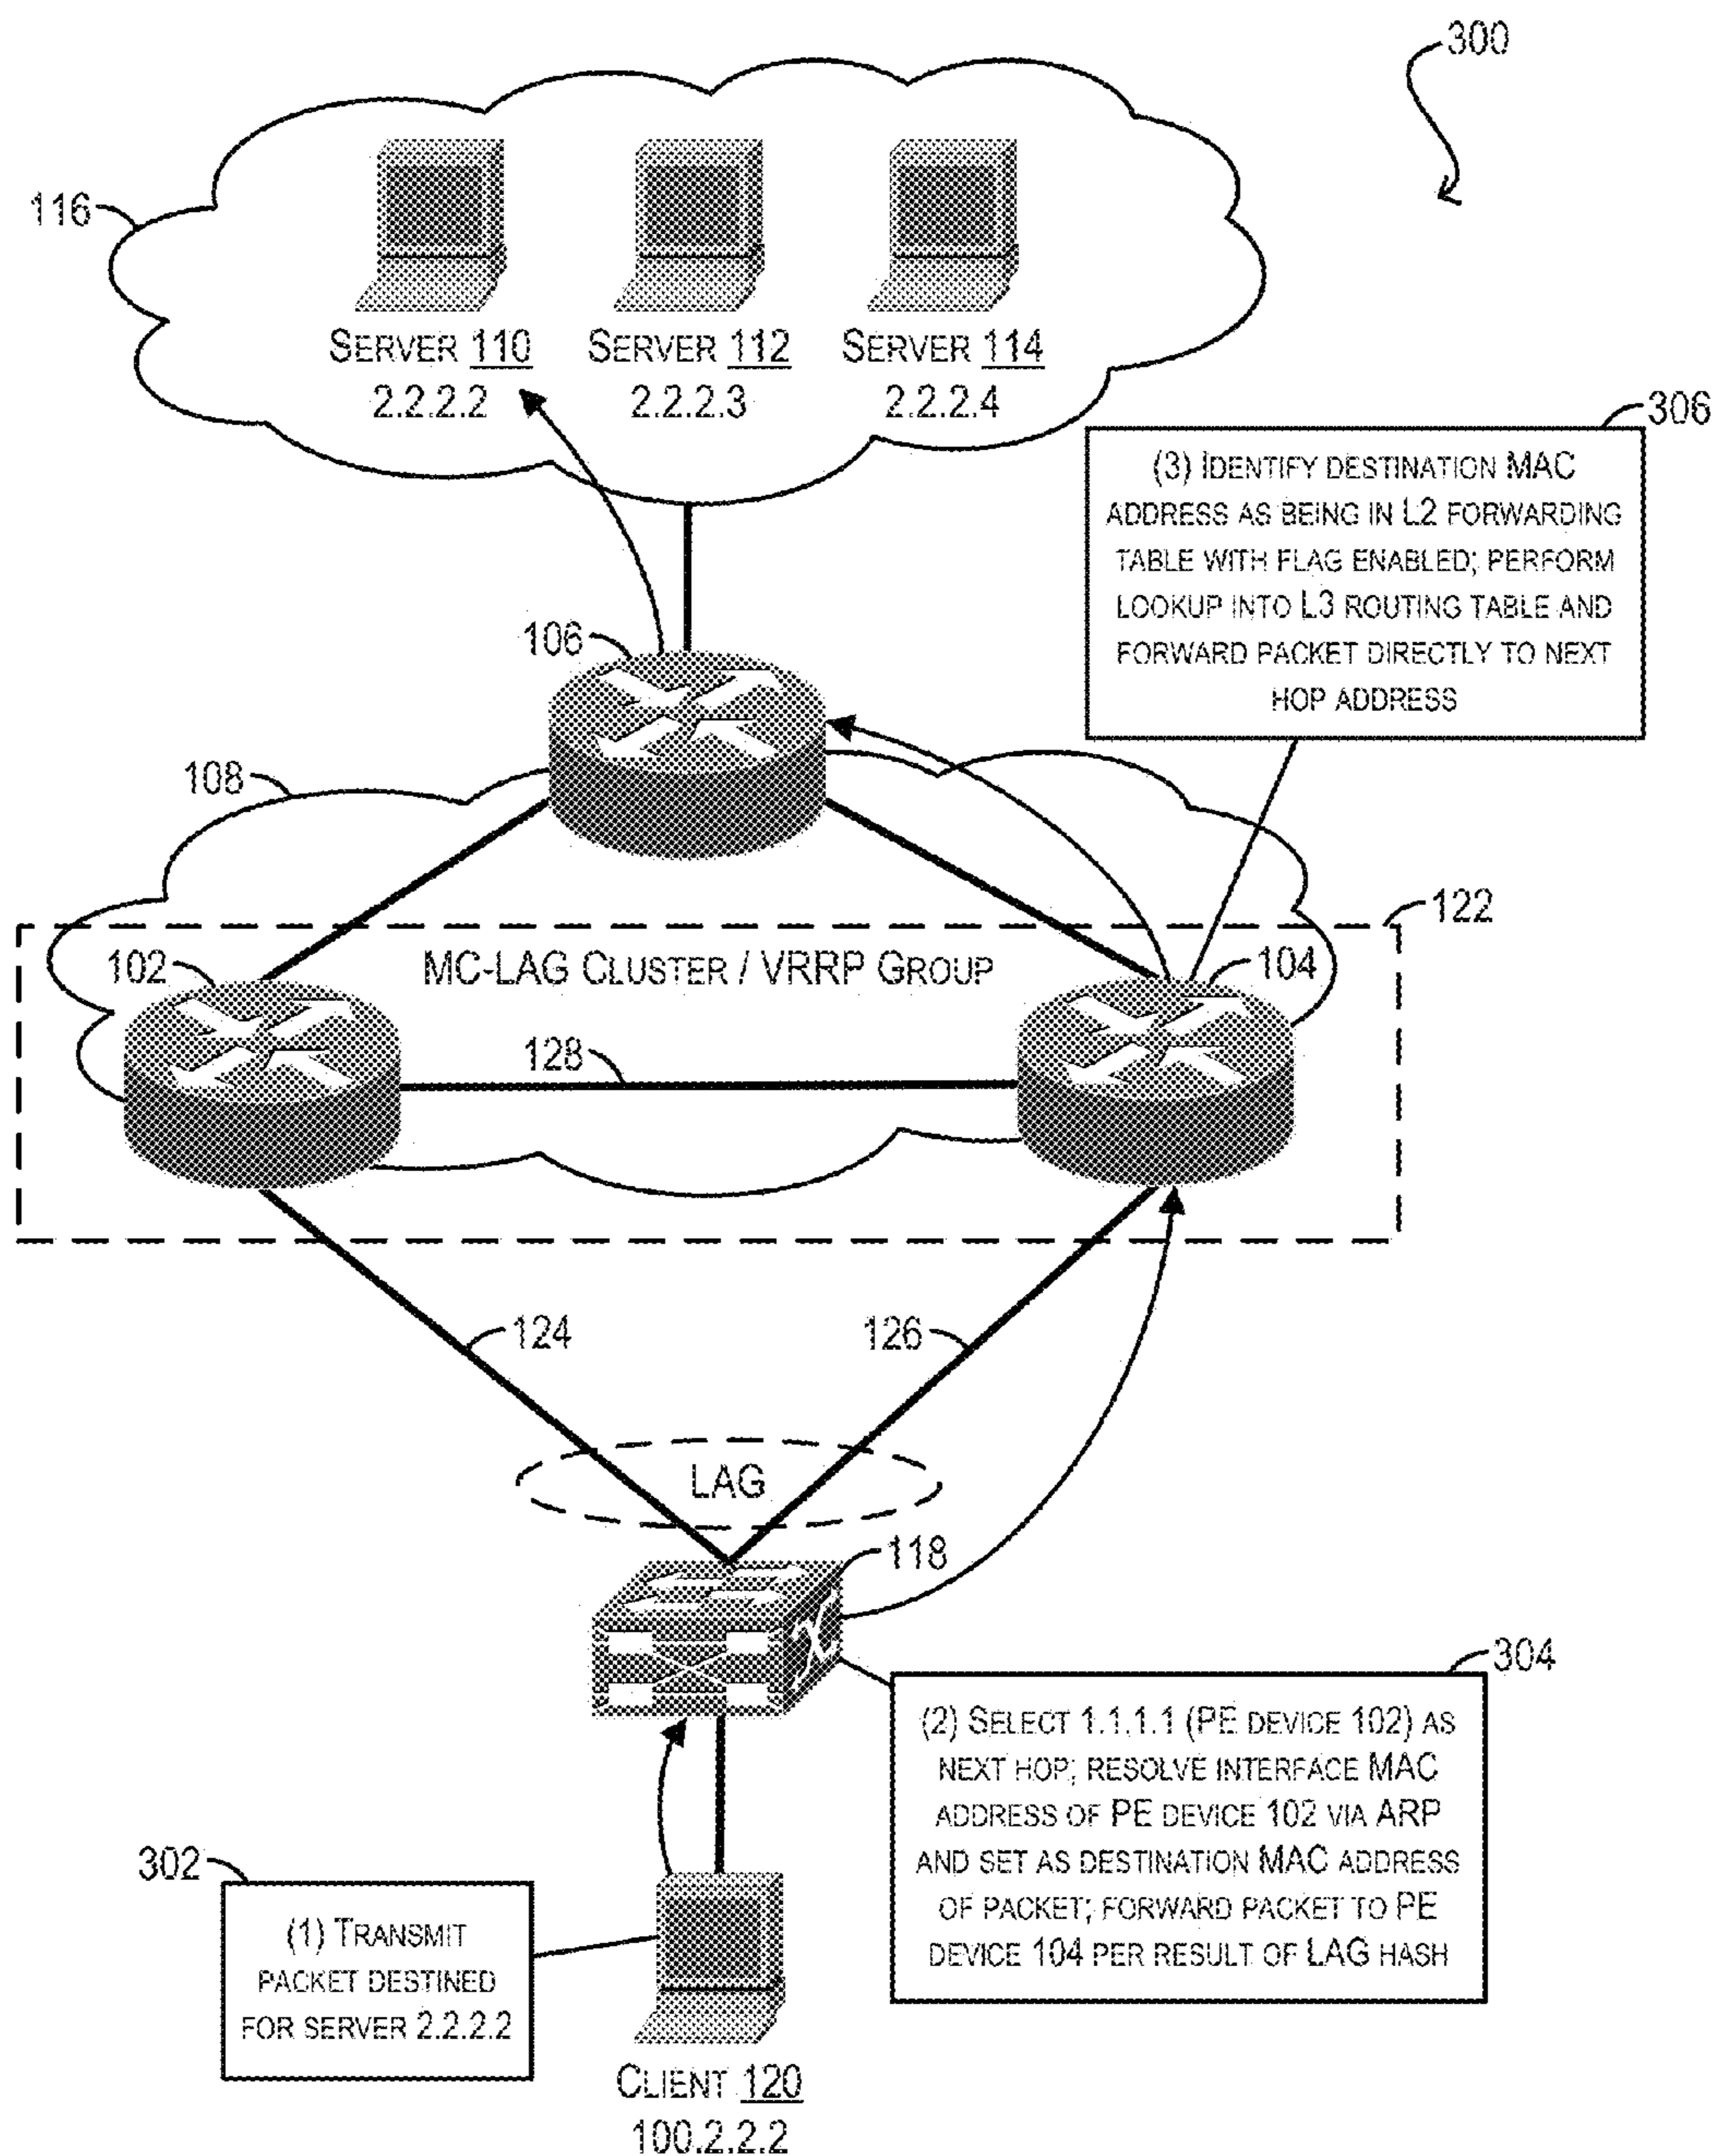 300
116
SERVER 110
2.2.2.2
SERVER 112
2.2.2.3
SERVER 114
2.2.2.4
306
(3) IDENTIFY DESTINATION MAC
ADDRESS AS BEING IN L2 FORWARDING
TABLE WITH FLAG ENABLED; PERFORM
LOOKUP INTO L3 ROUTING TABLE AND
FORWARD PACKET DIRECTLY TO NEXT
HOP ADDRESS
106
108
122
102
MC-LAG CLUSTER / VRRP GROUP
104
128
124
126
LAG
118
304
(2) SELECT 1.1.1.1 (PE DEVICE 102) AS
NEXT HOP; RESOLVE INTERFACE MAC
ADDRESS OF PE DEVICE 102 VIA ARP
AND SET AS DESTINATION MAC ADDRESS
OF PACKET; FORWARD PACKET TO PE
DEVICE 104 PER RESULT OF LAG HASH
302
(1) TRANSMIT
PACKET DESTINED
FOR SERVER 2.2.2.2
CLIENT 120
100.2.2.2